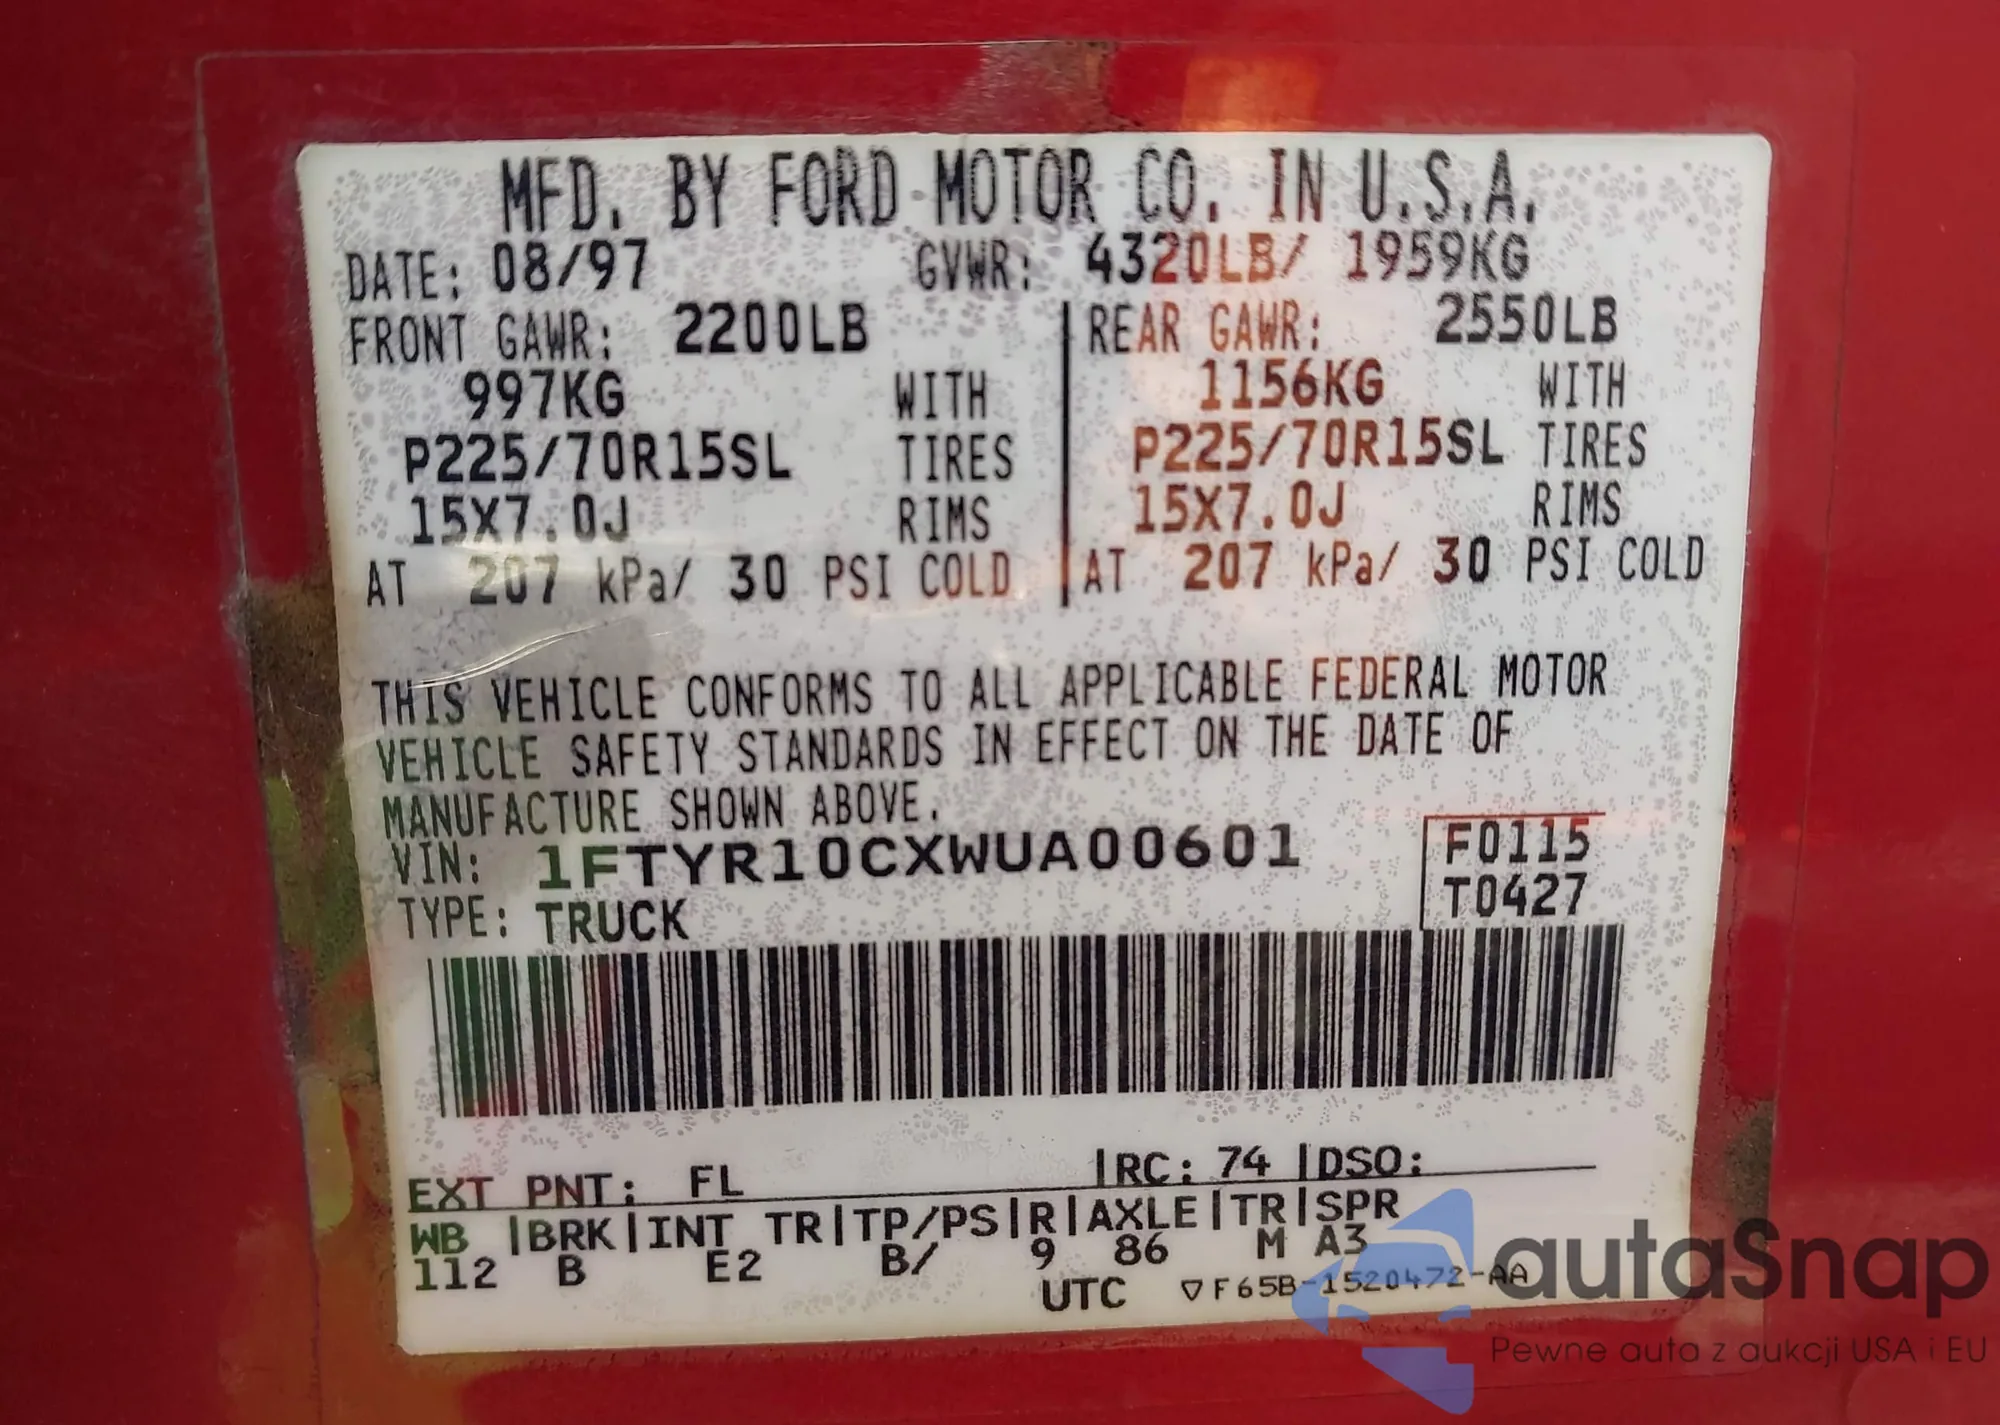 MFD. BY FORD MOTOR CO. IN U.S.A.
DATE: 08/97 GVWR: 4320LB/ 1959KG
FRONT GAWR: 2200LB REAR GAWR: 2550LB
997KG WITH 1156KG WITH
P225/70R15SL TIRES P225/70R15SL TIRES
15X7.0J RIMS 15X7.0J RIMS
AT 207 kPa/ 30 PSI COLD AT 207 kPa/ 30 PSI COLD
THIS VEHICLE CONFORMS TO ALL APPLICABLE FEDERAL MOTOR
VEHICLE SAFETY STANDARDS IN EFFECT ON THE DATE OF
MANUFACTURE SHOWN ABOVE.
VIN: 1FTYR10CXWUA00601 F0115
TYPE: TRUCK T0427
EXT PNT: FL |RC: 74 |DSO:
WB |BRK|INT TR|TP/PS|R|AXLE|TR|SPR
112 B E2 B/ 9 86 M A3
UTC ▽F65B-1520472-AA
autaSnap
Pewne auta z aukcji USA i EU